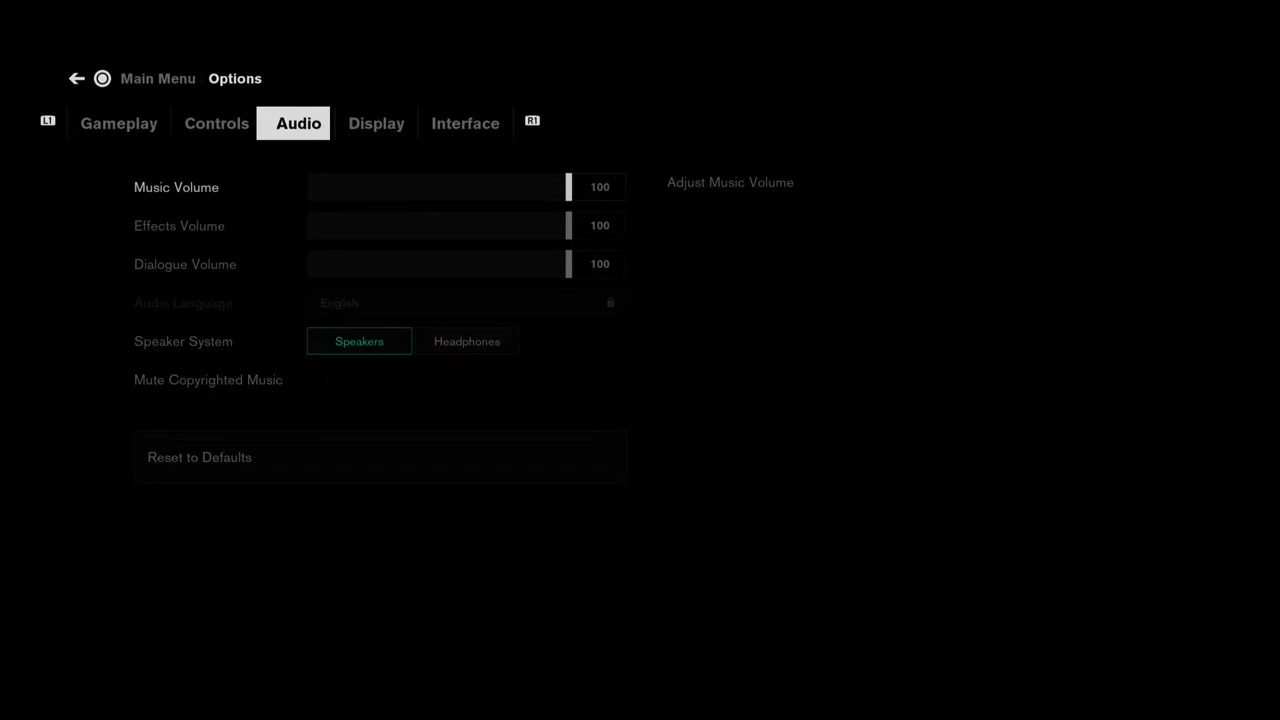 Main Menu / Options
L1 Gameplay Controls Audio Display Interface R1
Music Volume 100 Adjust Music Volume
Effects Volume 100
Dialogue Volume 100
Audio Language English
Speaker System Speakers Headphones
Mute Copyrighted Music
Reset to Defaults